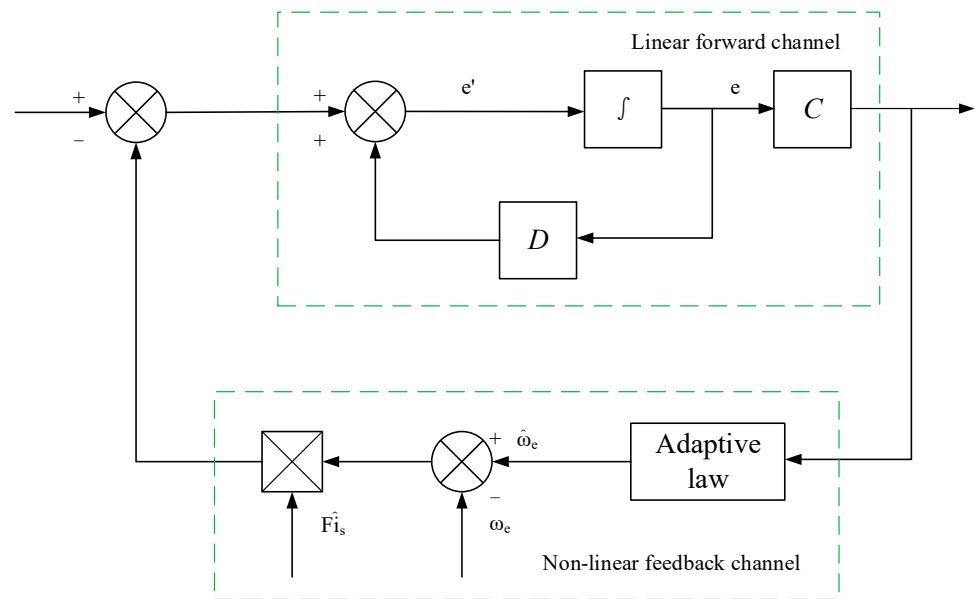 Linear forward channel
+
−
+
+
e'
∫
e
C
D
+
ω̂ₑ
Adaptive
law
−
ωₑ
Fîₛ
Non-linear feedback channel